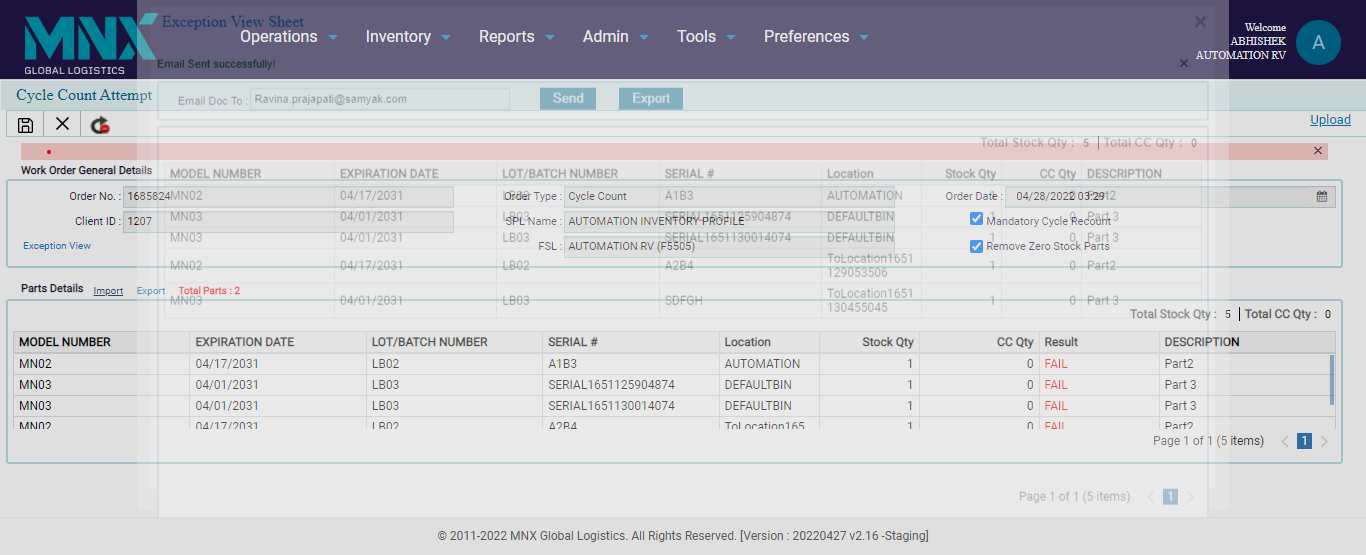 Exception View Sheet
MNX
GLOBAL LOGISTICS
Operations Inventory Reports Admin Tools Preferences
Welcome
ABHISHEK
AUTOMATION RV
A
Email Sent successfully!
Cycle Count Attempt
Email Doc To : Ravina.prajapati@samyak.com Send Export
Upload
Total Stock Qty : 5 Total CC Qty : 0
Work Order General Details
MODEL NUMBER EXPIRATION DATE LOT/BATCH NUMBER SERIAL # Location Stock Qty CC Qty DESCRIPTION
MN02 04/17/2031 LB02 A1B3 AUTOMATION 1 0 Part2
MN03 04/01/2031 LB03 SERIAL1651125904874 DEFAULTBIN 1 0 Part 3
MN03 04/01/2031 LB03 SERIAL1651130014074 DEFAULTBIN 1 0 Part 3
MN02 04/17/2031 LB02 A2B4 ToLocation1651129053506 1 0 Part2
MN03 04/01/2031 LB03 SDFGH ToLocation1651130455045 1 0 Part 3
Page 1 of 1 (5 items) 1
Order No. : 1685824 Order Type : Cycle Count Order Date : 04/28/2022 03:29
Client ID : 1207 SPL Name : AUTOMATION INVENTORY PROFILE Mandatory Cycle Recount
Exception View FSL : AUTOMATION RV (F5505) Remove Zero Stock Parts
Parts Details Import Export Total Parts : 2
Total Stock Qty : 5 Total CC Qty : 0
MODEL NUMBER EXPIRATION DATE LOT/BATCH NUMBER SERIAL # Location Stock Qty CC Qty Result DESCRIPTION
MN02 04/17/2031 LB02 A1B3 AUTOMATION 1 0 FAIL Part2
MN03 04/01/2031 LB03 SERIAL1651125904874 DEFAULTBIN 1 0 FAIL Part 3
MN03 04/01/2031 LB03 SERIAL1651130014074 DEFAULTBIN 1 0 FAIL Part 3
MN02 04/17/2031 LB02 A2B4 ToLocation165 1 0 FAIL Part2
Page 1 of 1 (5 items) 1
© 2011-2022 MNX Global Logistics. All Rights Reserved. [Version : 20220427 v2.16 -Staging]